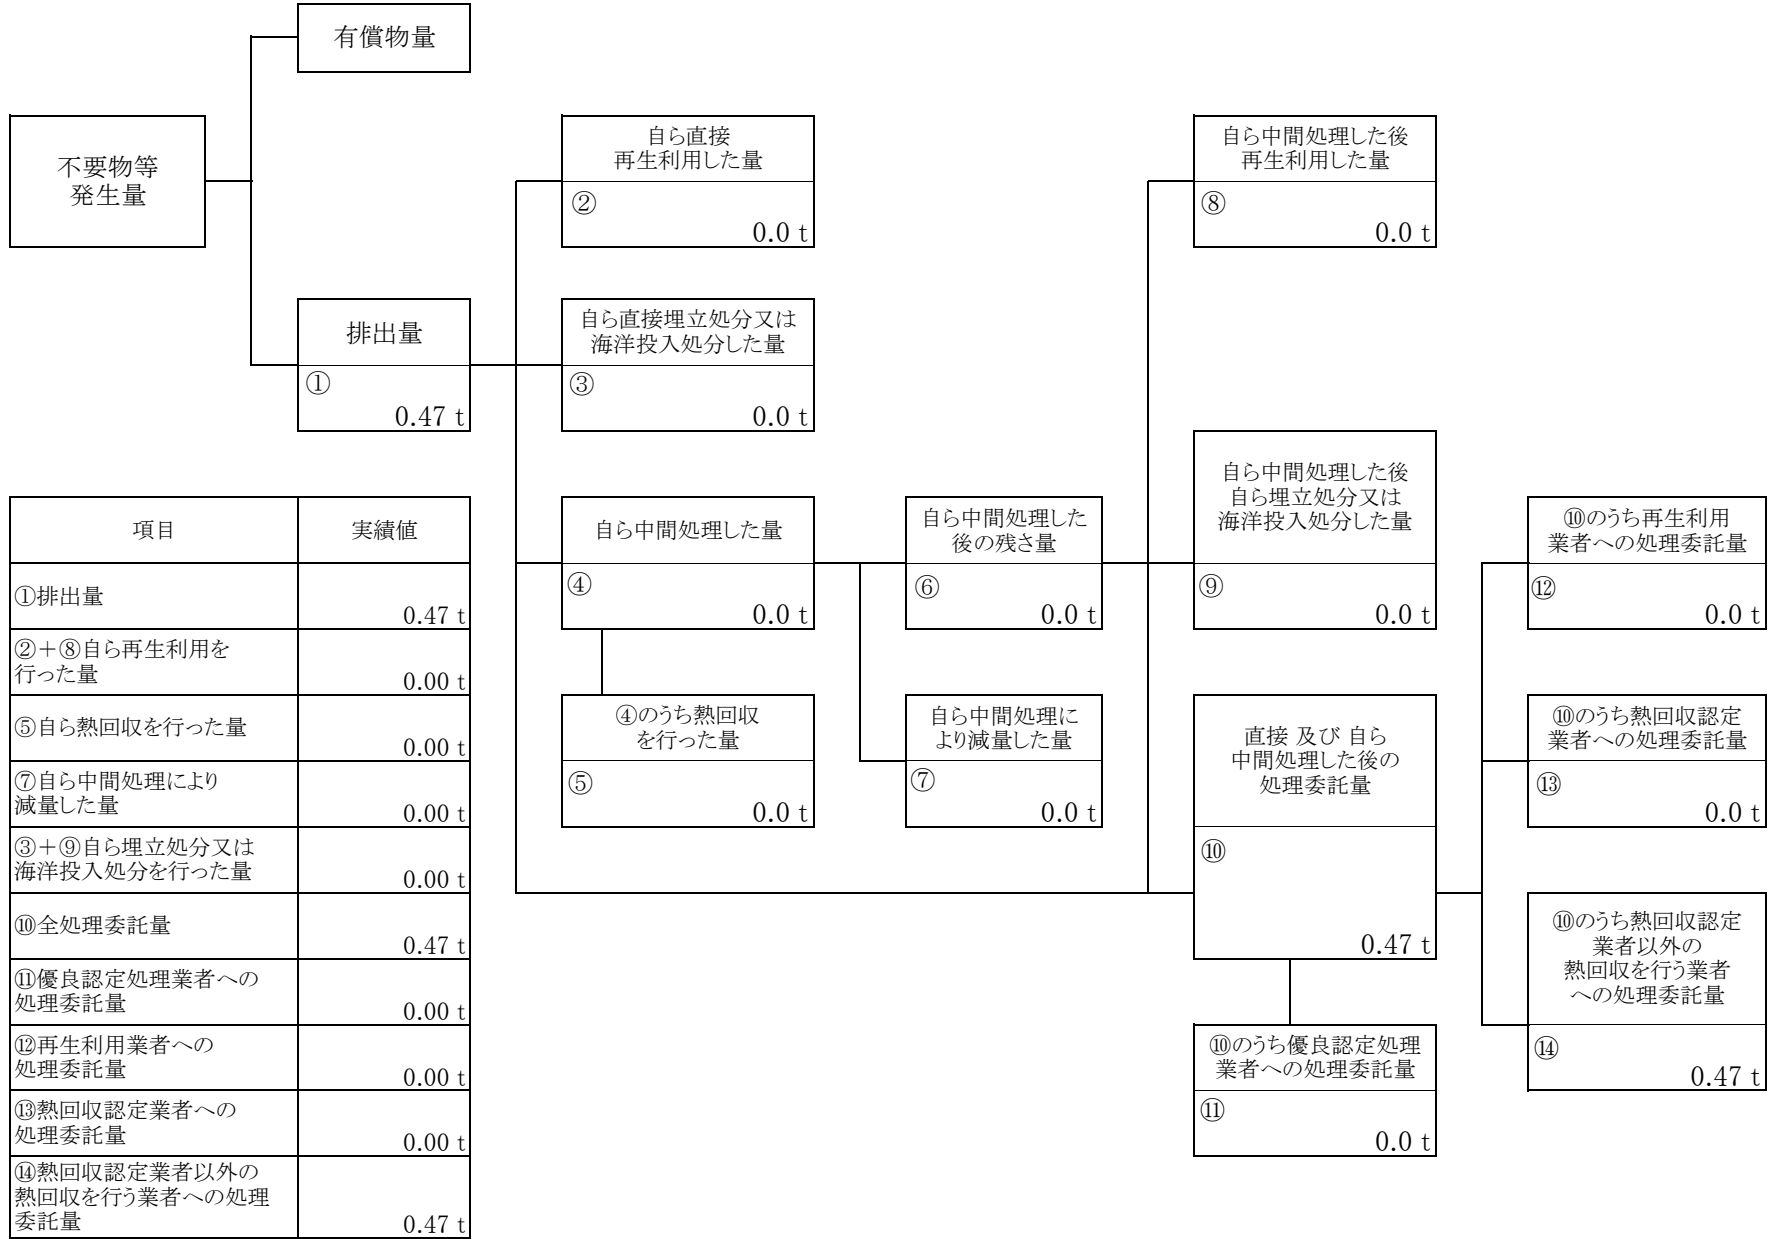 有償物量
不要物等
発生量
自ら直接
再生利用した量
②
0.0 t
自ら中間処理した後
再生利用した量
⑧
0.0 t
排出量
①
0.47 t
自ら直接埋立処分又は
海洋投入処分した量
③
0.0 t
自ら中間処理した量
④
0.0 t
自ら中間処理した
後の残さ量
⑥
0.0 t
自ら中間処理した後
自ら埋立処分又は
海洋投入処分した量
⑨
0.0 t
⑩のうち再生利用
業者への処理委託量
⑫
0.0 t
④のうち熱回収
を行った量
⑤
0.0 t
自ら中間処理に
より減量した量
⑦
0.0 t
直接 及び 自ら
中間処理した後の
処理委託量
⑩
0.47 t
⑩のうち熱回収認定
業者への処理委託量
⑬
0.0 t
⑩のうち熱回収認定
業者以外の
熱回収を行う業者
への処理委託量
⑭
0.47 t
⑩のうち優良認定処理
業者への処理委託量
⑪
0.0 t
項目 実績値
①排出量
0.47 t
②＋⑧自ら再生利用を
行った量
0.00 t
⑤自ら熱回収を行った量
0.00 t
⑦自ら中間処理により
減量した量
0.00 t
③＋⑨自ら埋立処分又は
海洋投入処分を行った量
0.00 t
⑩全処理委託量
0.47 t
⑪優良認定処理業者への
処理委託量
0.00 t
⑫再生利用業者への
処理委託量
0.00 t
⑬熱回収認定業者への
処理委託量
0.00 t
⑭熱回収認定業者以外の
熱回収を行う業者への処理
委託量
0.47 t